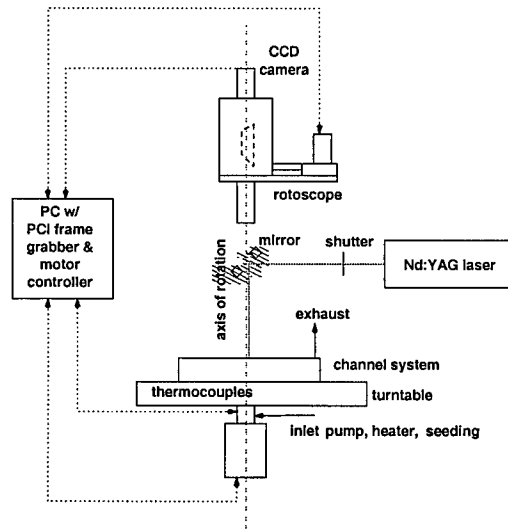 CCD
camera
rotoscope
PC w/
PCI frame
grabber &
motor
controller
mirror
shutter
Nd:YAG laser
axis of rotation
exhaust
channel system
thermocouples
turntable
inlet pump, heater, seeding